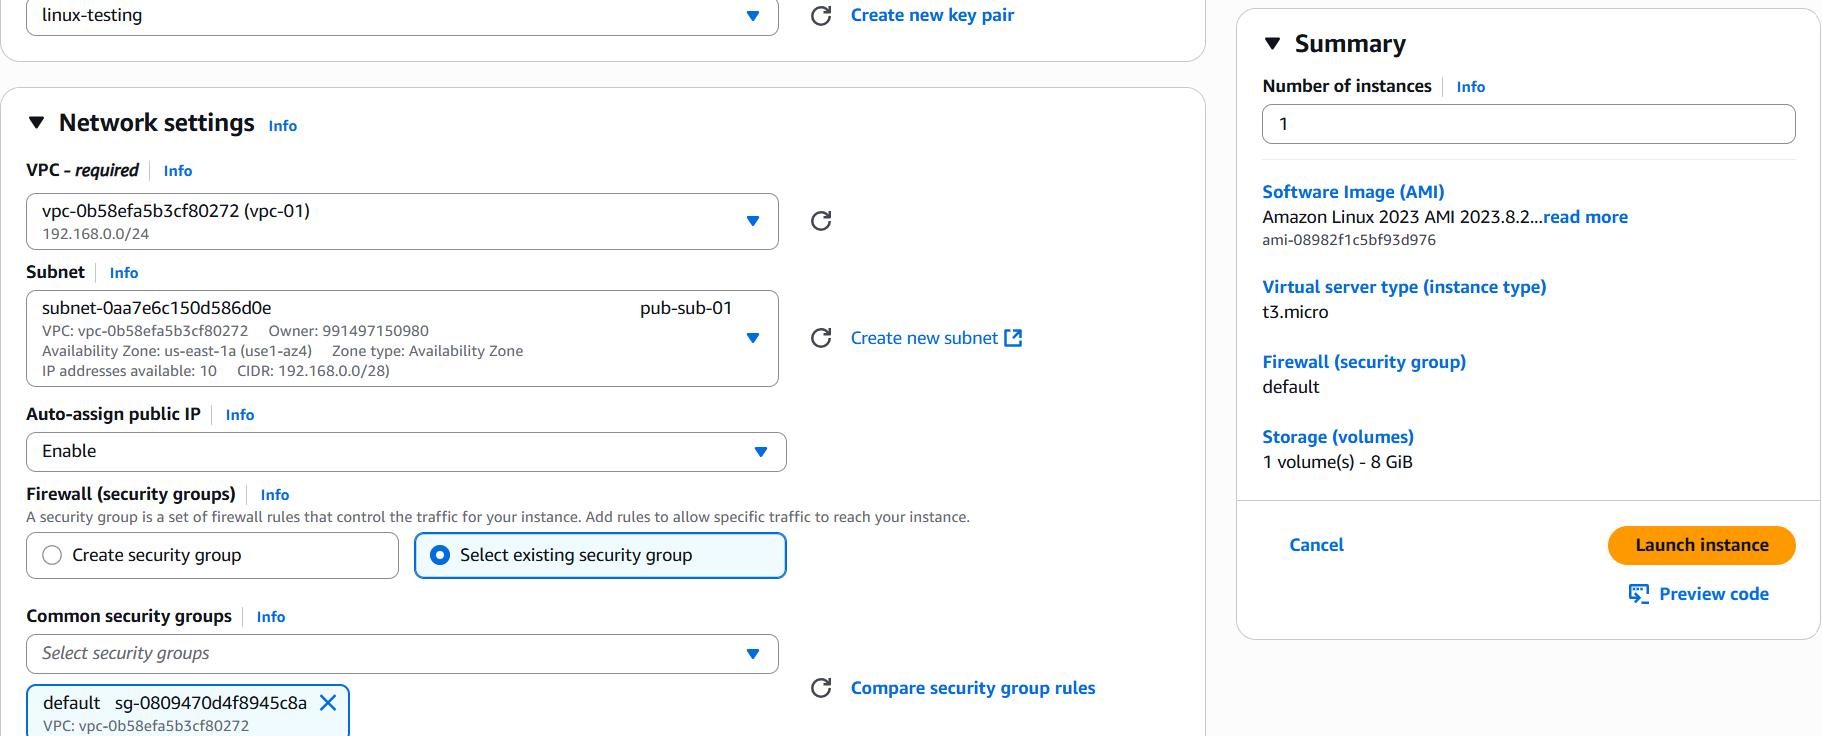 linux-testing
Create new key pair
Network settings Info
VPC - required Info
vpc-0b58efa5b3cf80272 (vpc-01)
192.168.0.0/24
Subnet Info
subnet-0aa7e6c150d586d0e pub-sub-01
VPC: vpc-0b58efa5b3cf80272 Owner: 991497150980
Availability Zone: us-east-1a (use1-az4) Zone type: Availability Zone
IP addresses available: 10 CIDR: 192.168.0.0/28)
Create new subnet
Auto-assign public IP Info
Enable
Firewall (security groups) Info
A security group is a set of firewall rules that control the traffic for your instance. Add rules to allow specific traffic to reach your instance.
Create security group
Select existing security group
Common security groups Info
Select security groups
default sg-0809470d4f8945c8a
VPC: vpc-0b58efa5b3cf80272
Compare security group rules
Summary
Number of instances Info
1
Software Image (AMI)
Amazon Linux 2023 AMI 2023.8.2...read more
ami-08982f1c5bf93d976
Virtual server type (instance type)
t3.micro
Firewall (security group)
default
Storage (volumes)
1 volume(s) - 8 GiB
Cancel
Launch instance
Preview code